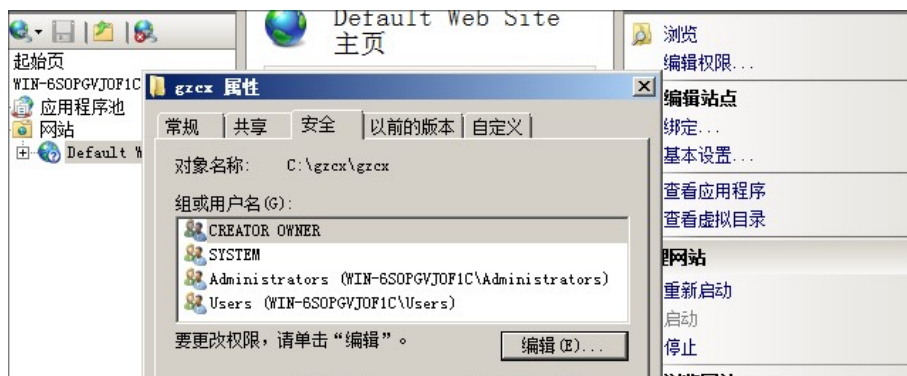 Default Web Site
主页
起始页
WIN-6SOPGVJOF1C
应用程序池
网站
Default W
gzcx 属性
常规
共享
安全
以前的版本
自定义
对象名称:
C:\gzcx\gzcx
组或用户名(G):
CREATOR OWNER
SYSTEM
Administrators (WIN-6SOPGVJOF1C\Administrators)
Users (WIN-6SOPGVJOF1C\Users)
要更改权限，请单击“编辑”。
编辑(E)...
浏览
编辑权限...
编辑站点
绑定...
基本设置...
查看应用程序
查看虚拟目录
网站
重新启动
启动
停止